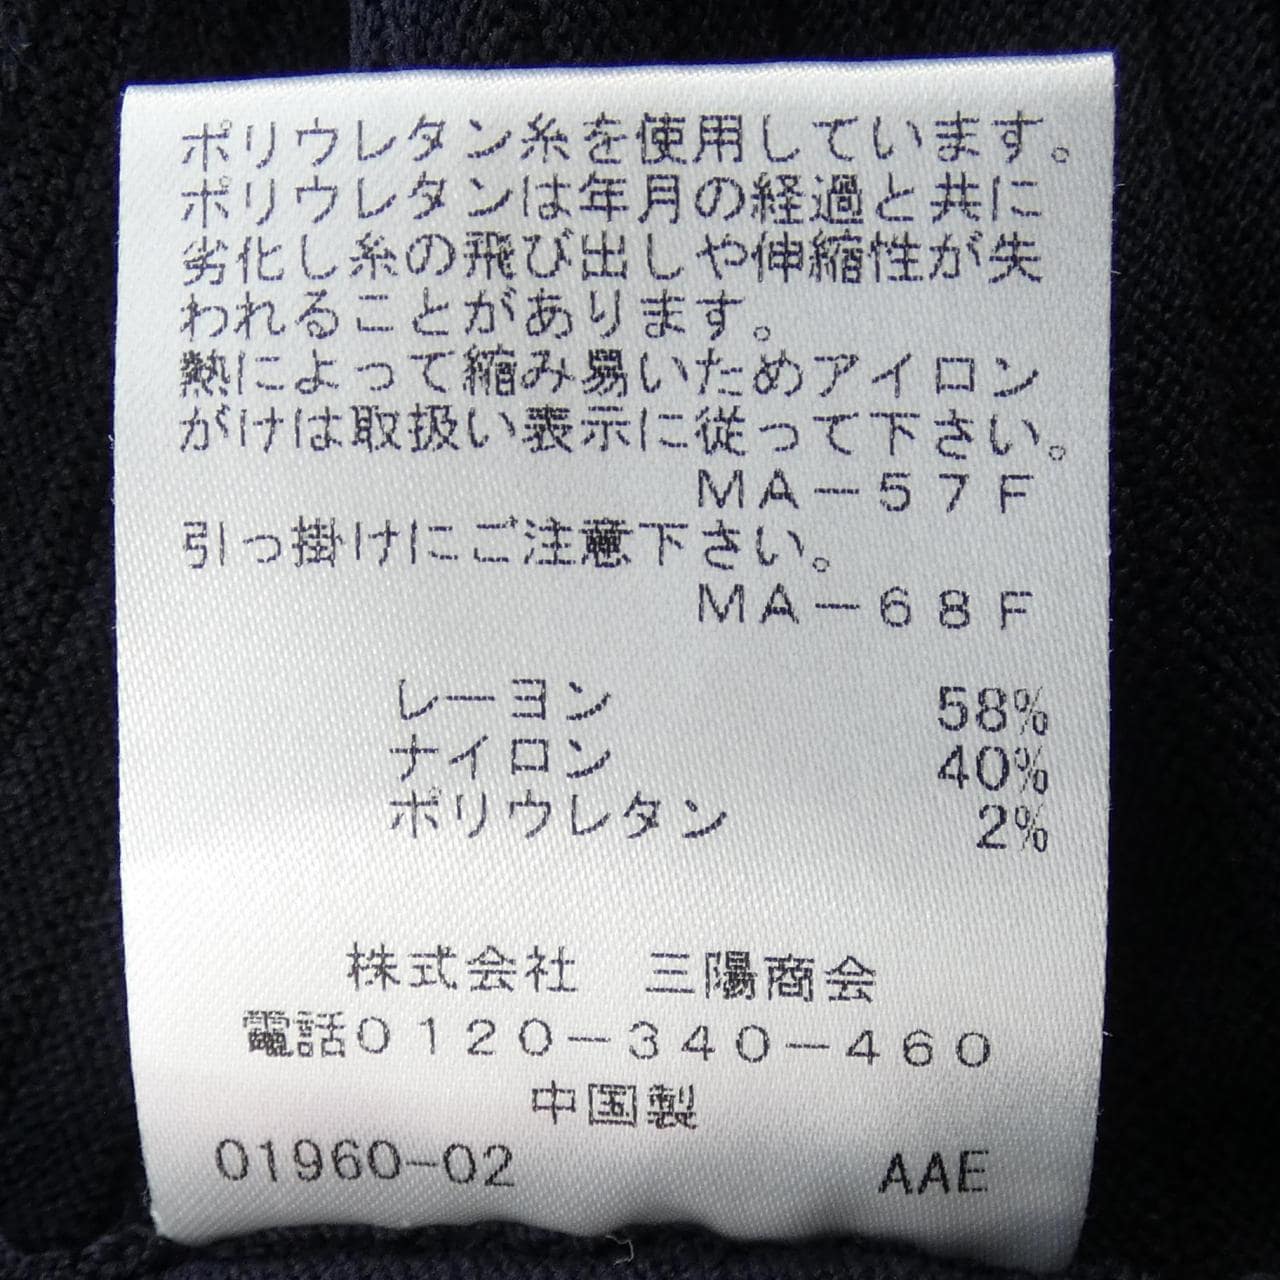 ポリウレタン糸を使用しています。
ポリウレタンは年月の経過と共に
劣化し糸の飛び出しや伸縮性が失
われることがあります。
熱によって縮み易いためアイロン
がけは取扱い表示に従って下さい。
ＭＡ－５７Ｆ
引っ掛けにご注意下さい。
ＭＡ－６８Ｆ
レーヨン 58%
ナイロン 40%
ポリウレタン 2%
株式会社　三陽商会
電話０１２０－３４０－４６０
中国製
01960-02 AAE